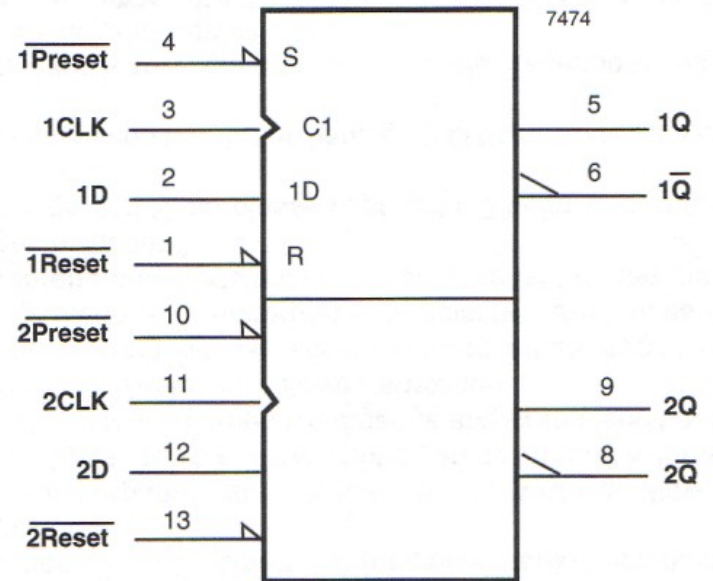 7474
1Preset 4 S
1CLK 3 C1 5 1Q
1D 2 1D 6 1Q̅
1Reset 1 R
2Preset 10
2CLK 11 9 2Q
2D 12 8 2Q̅
2Reset 13